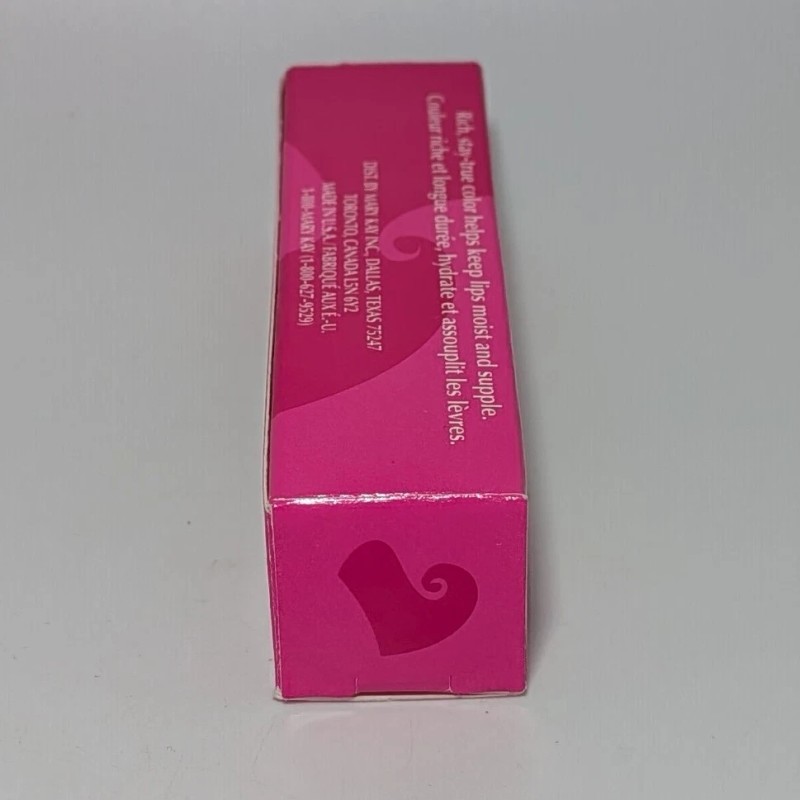 Rich, stay-true color helps keep lips moist and supple.
Couleur riche et longue durée, hydrate et assouplit les lèvres.
DIST. BY MARY KAY INC., DALLAS, TEXAS 75247
TORONTO, CANADA L5N 6Y2
MADE IN U.S.A./FABRIQUÉ AUX É.-U.
1-800-MARY KAY (1-800-627-9529)